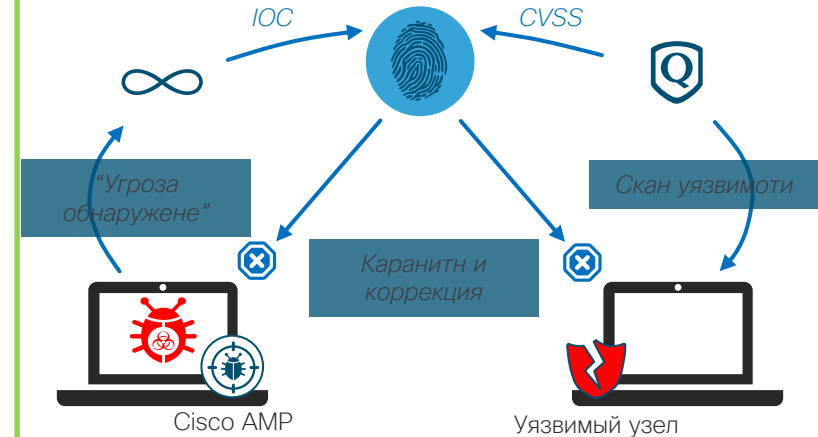 IOC
CVSS
Q
“Угроза
обнаружене”
Скан уязвимоти
Каранитн и
коррекция
Cisco AMP
Уязвимый узел